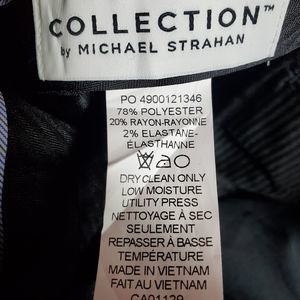 COLLECTION™
by MICHAEL STRAHAN
PO 4900121346
78% POLYESTER
20% RAYON-RAYONNE
2% ELASTANE-
ÉLASTHANNE
DRY CLEAN ONLY
LOW MOISTURE
UTILITY PRESS
NETTOYAGE À SEC
SEULEMENT
REPASSER À BASSE
TEMPÉRATURE
MADE IN VIETNAM
FAIT AU VIETNAM
CA01129